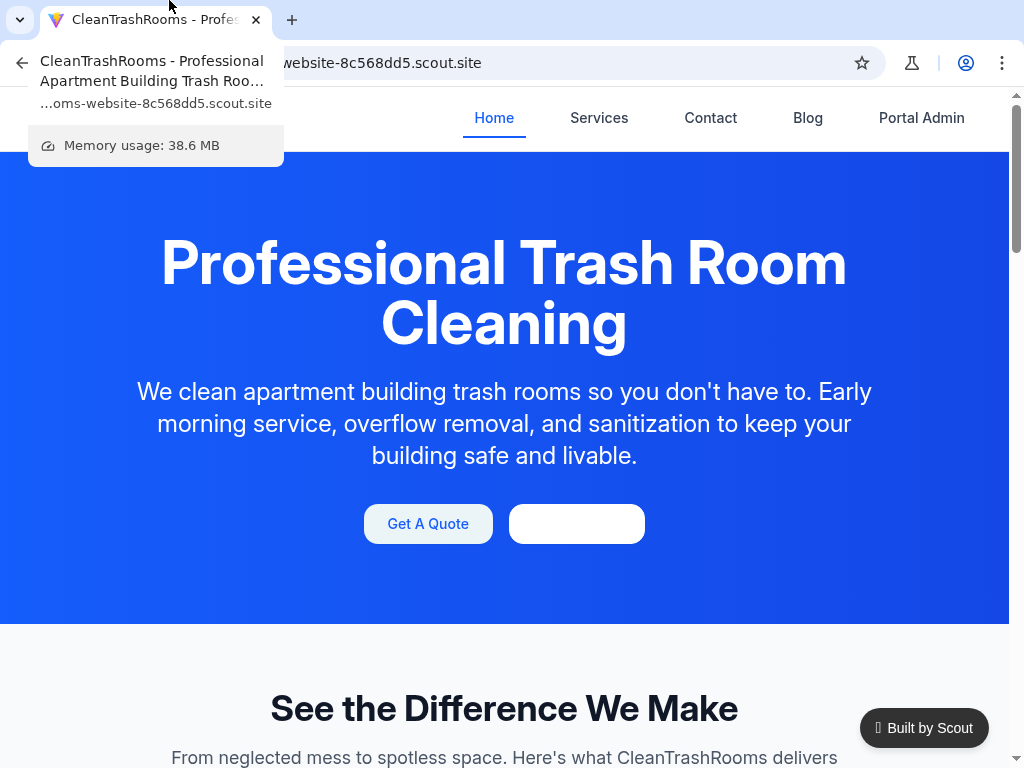 CleanTrashRooms - Profes
CleanTrashRooms - Professional
Apartment Building Trash Roo…
...oms-website-8c568dd5.scout.site
Memory usage: 38.6 MB
website-8c568dd5.scout.site
Home Services Contact Blog Portal Admin
Professional Trash Room
Cleaning
We clean apartment building trash rooms so you don't have to. Early
morning service, overflow removal, and sanitization to keep your
building safe and livable.
Get A Quote
See the Difference We Make
From neglected mess to spotless space. Here's what CleanTrashRooms delivers
Built by Scout